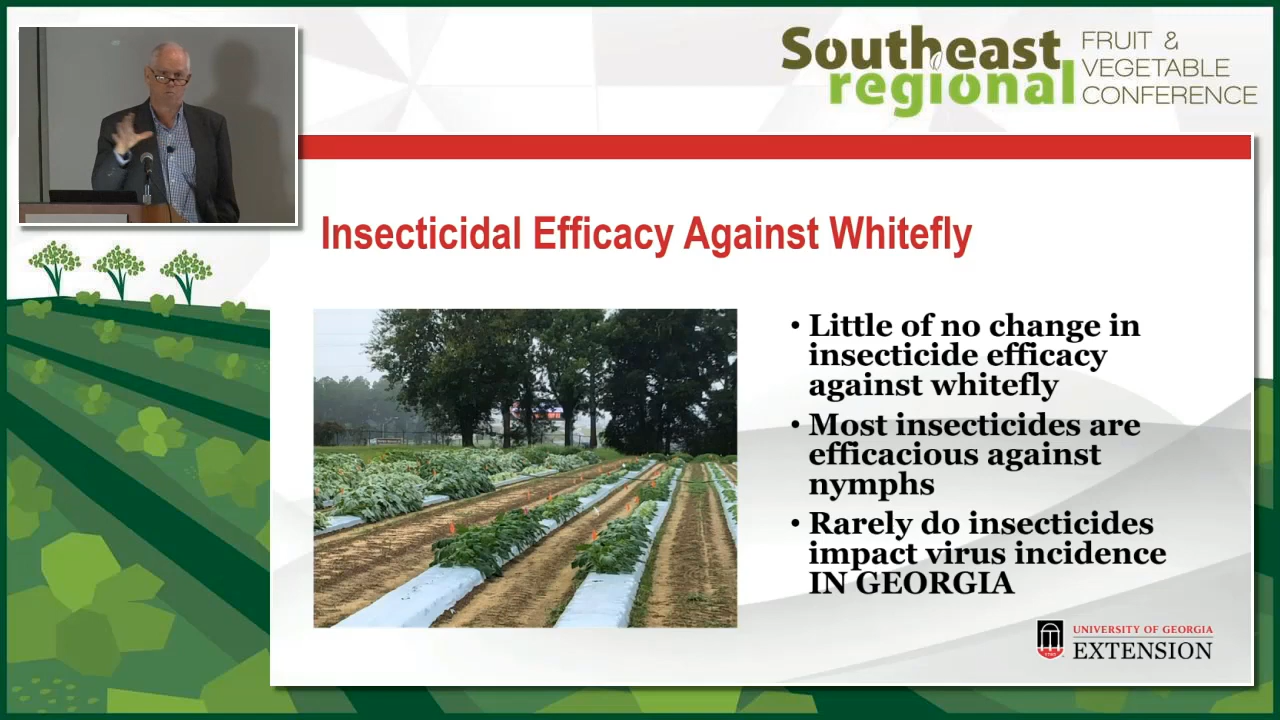 Southeast
regional
FRUIT &
VEGETABLE
CONFERENCE
Insecticidal Efficacy Against Whitefly
• Little of no change in
insecticide efficacy
against whitefly
• Most insecticides are
efficacious against
nymphs
• Rarely do insecticides
impact virus incidence
IN GEORGIA
UNIVERSITY OF GEORGIA
EXTENSION